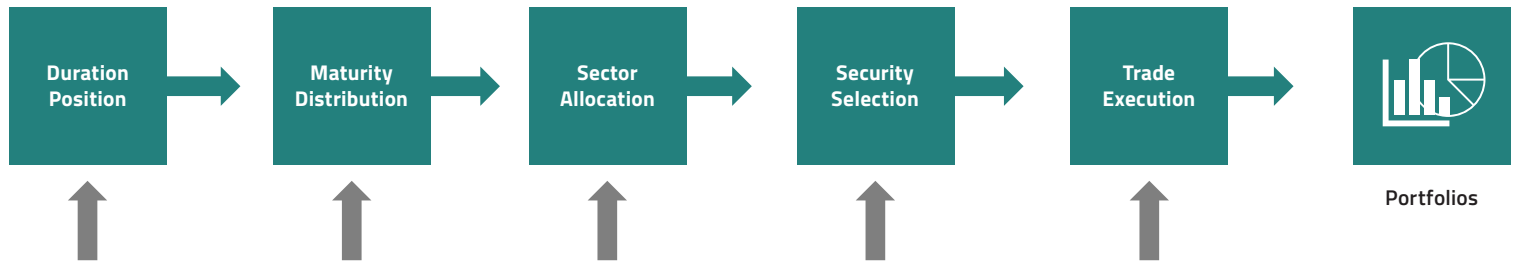 Duration
Position
Maturity
Distribution
Sector
Allocation
Security
Selection
Trade
Execution
Portfolios